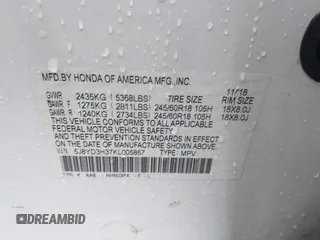 MFD.BY HONDA OF AMERICA MFG.,INC.
11/18
GVWR 2435KG (5368LBS) TIRE SIZE RIM SIZE
GAWR F 1275KG (2811LBS) 245/60R18 105H 18X8.0J
GAWR R 1240KG (2734LBS) 245/60R18 105H 18X8.0J
THIS VEHICLE CONFORMS TO ALL APPLICABLE
FEDERAL MOTOR VEHICLE SAFETY AND
THEFT PREVENTION STANDARDS IN EFFECT ON
THE DATE OF MANUFACTURE SHOWN ABOVE.
V.I.N.: 5J8YD3H37KL005867 TYPE: MPV